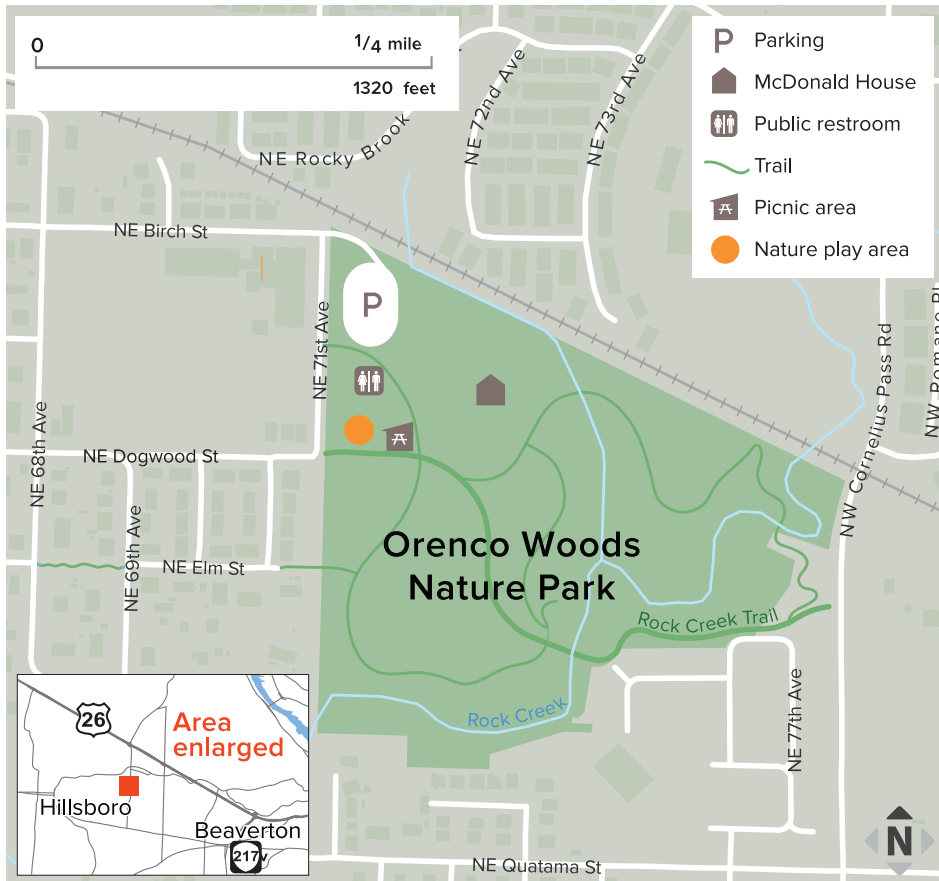 0
1/4 mile
1320 feet
P Parking
McDonald House
Public restroom
Trail
Picnic area
Nature play area
NE Rocky Brook
NE 72nd Ave
NE 73rd Ave
NE Birch St
P
NE 71st Ave
NW Cornelius Pass Rd
NW Romane Pl
NE 68th Ave
NE Dogwood St
NE 69th Ave
NE Elm St
Orenco Woods
Nature Park
Rock Creek Trail
Rock Creek
NE 77th Ave
26
Area
enlarged
Hillsboro
Beaverton
217
NE Quatama St
N